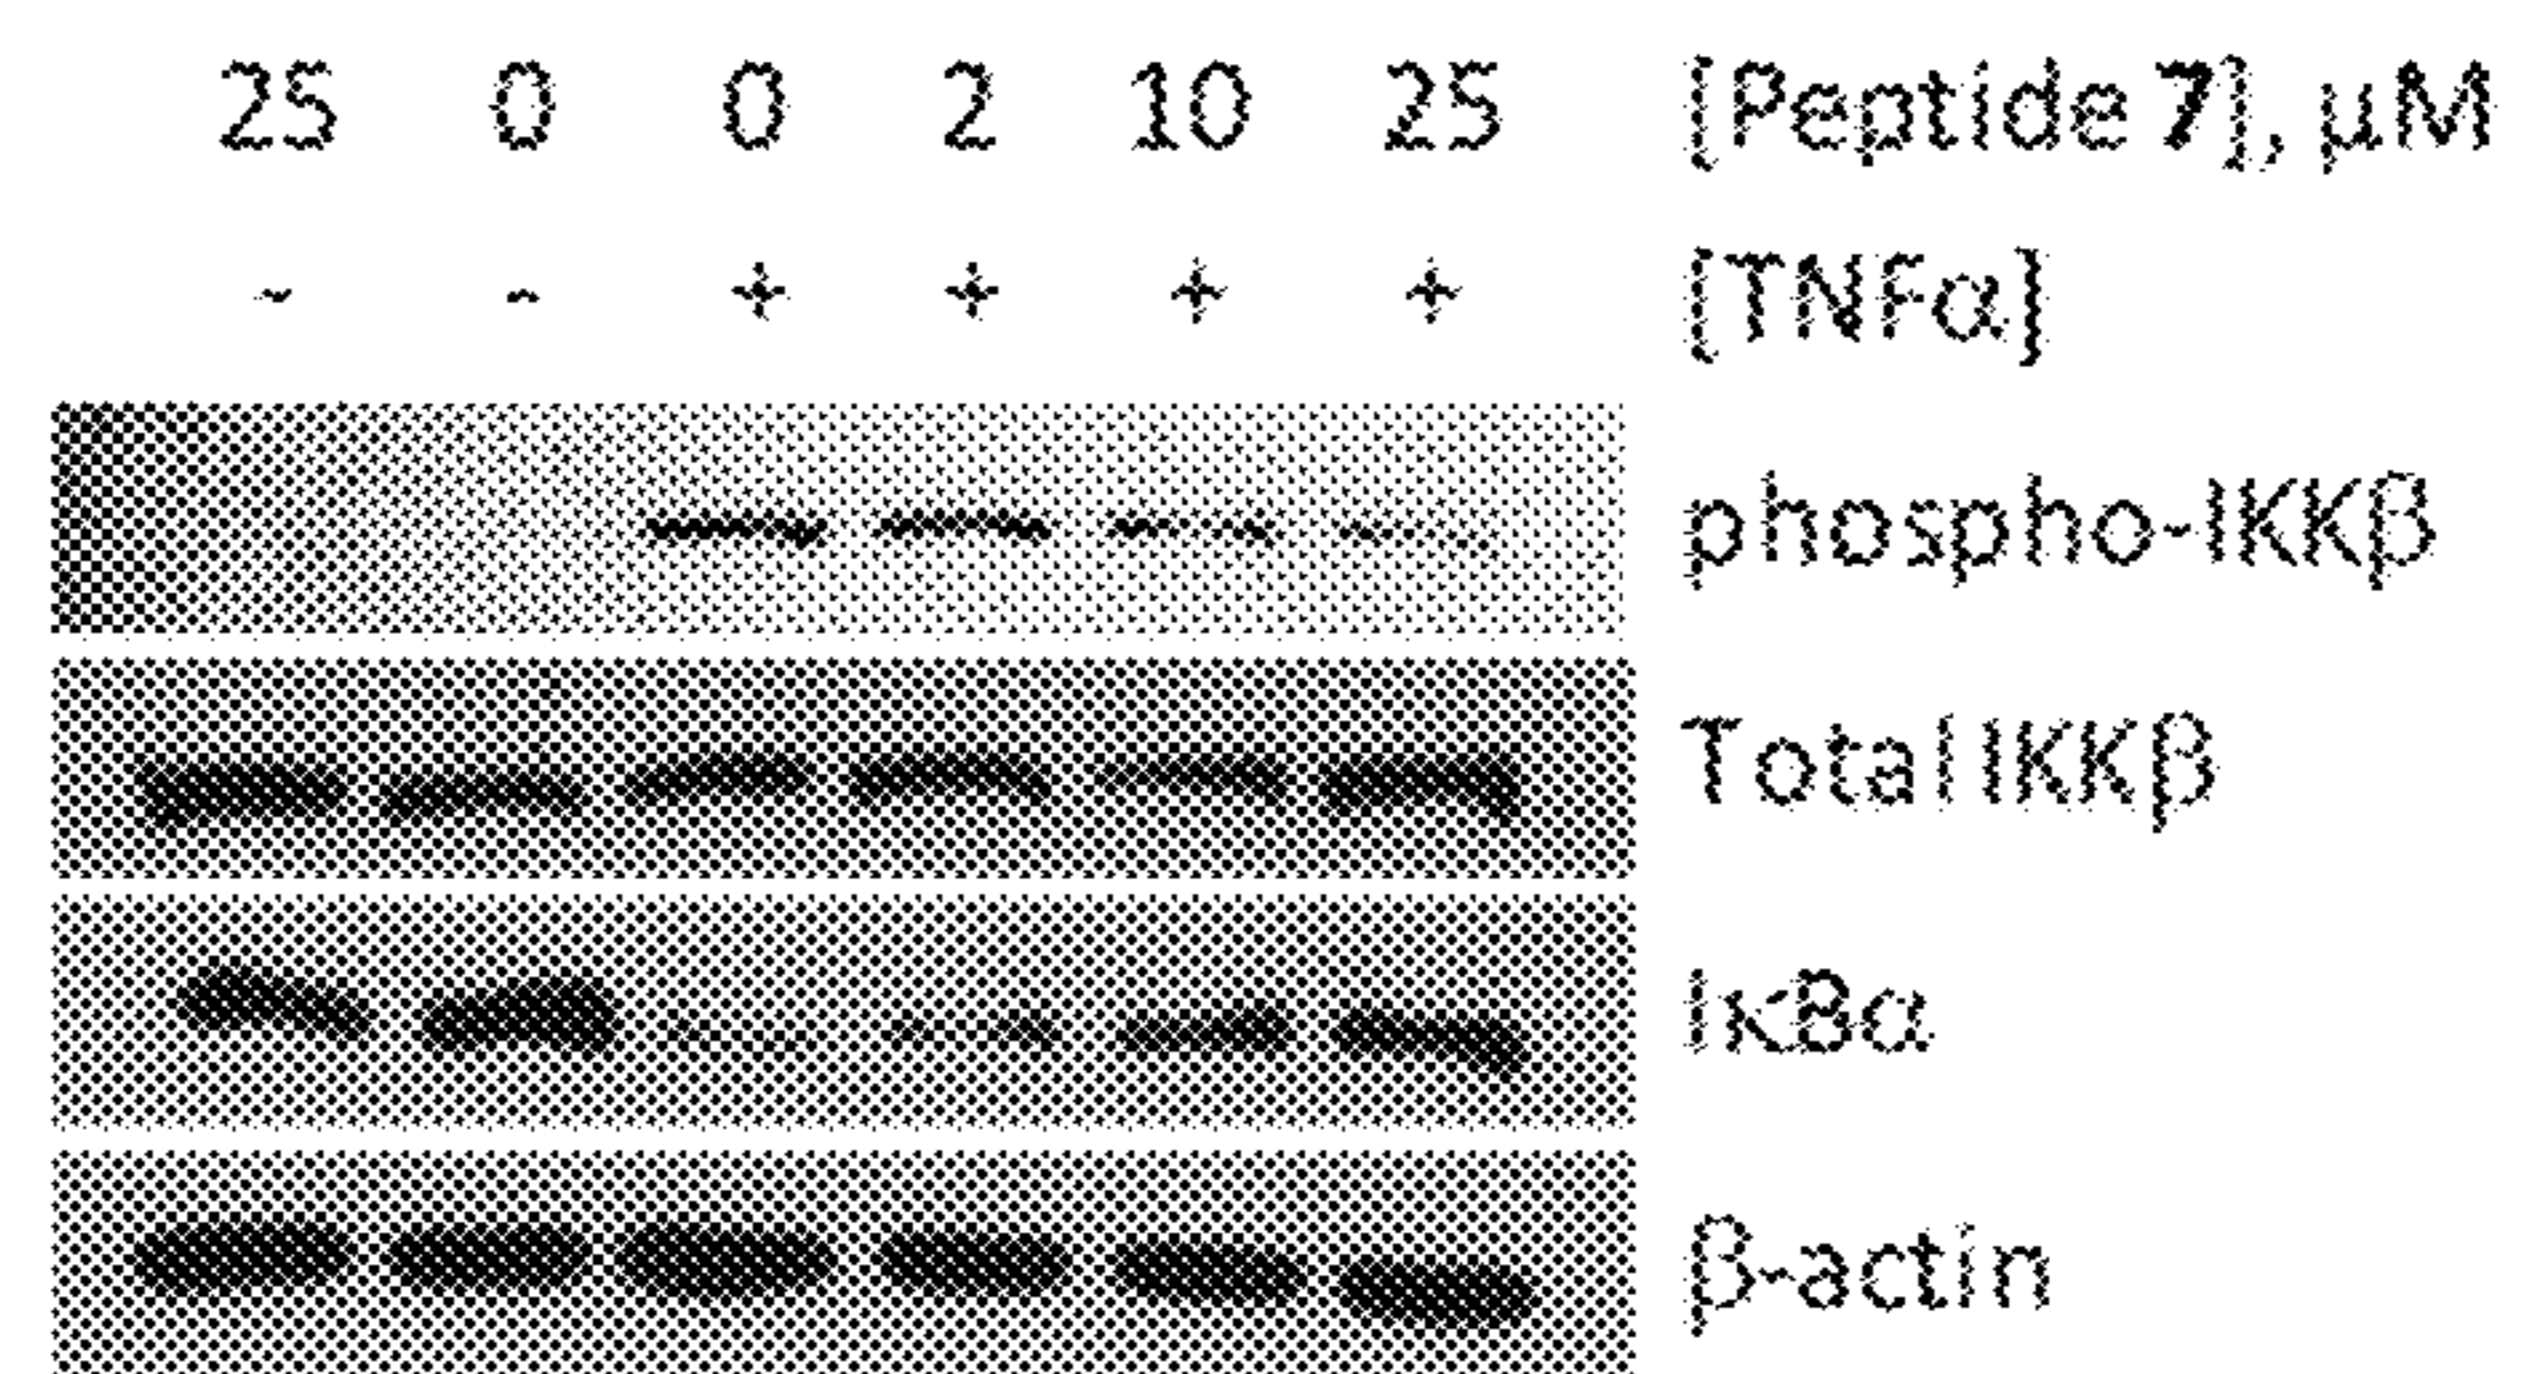 25 0 0 2 10 25 [Peptide 7], µM
- - + + + + [TNFα]
phospho-IKKβ
Total IKKβ
IκBα
β-actin